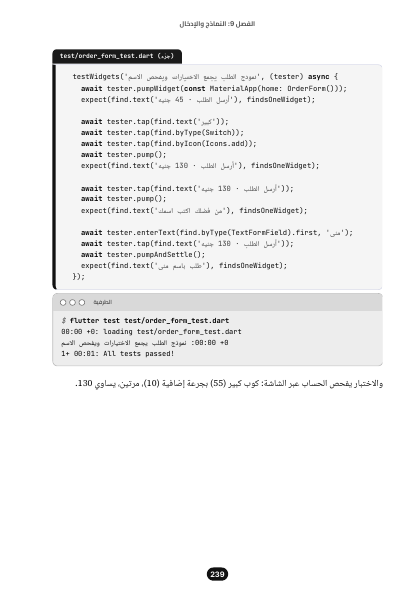 الفصل 9: النماذج والإدخال
test/order_form_test.dart (جزء)
testWidgets('نموذج الطلب يجمع الاختيارات ويفحص الاسم', (tester) async {
await tester.pumpWidget(const MaterialApp(home: OrderForm()));
expect(find.text('أرسل الطلب · 45 جنيه'), findsOneWidget);
await tester.tap(find.text('كبير'));
await tester.tap(find.byType(Switch));
await tester.tap(find.byIcon(Icons.add));
await tester.pump();
expect(find.text('أرسل الطلب · 130 جنيه'), findsOneWidget);
await tester.tap(find.text('أرسل الطلب · 130 جنيه'));
await tester.pump();
expect(find.text('من فضلك اكتب اسمك'), findsOneWidget);
await tester.enterText(find.byType(TextFormField).first, 'منى');
await tester.tap(find.text('أرسل الطلب · 130 جنيه'));
await tester.pumpAndSettle();
expect(find.text('طلب باسم منى'), findsOneWidget);
});
الطرفية
$ flutter test test/order_form_test.dart
00:00 +0: loading test/order_form_test.dart
00:00 +0: نموذج الطلب يجمع الاختيارات ويفحص الاسم
00:01 +1: All tests passed!
والاختبار يفحص الحساب عبر الشاشة: كوب كبير (55) بجرعة إضافية (10)، مرتين، يساوي 130.
239